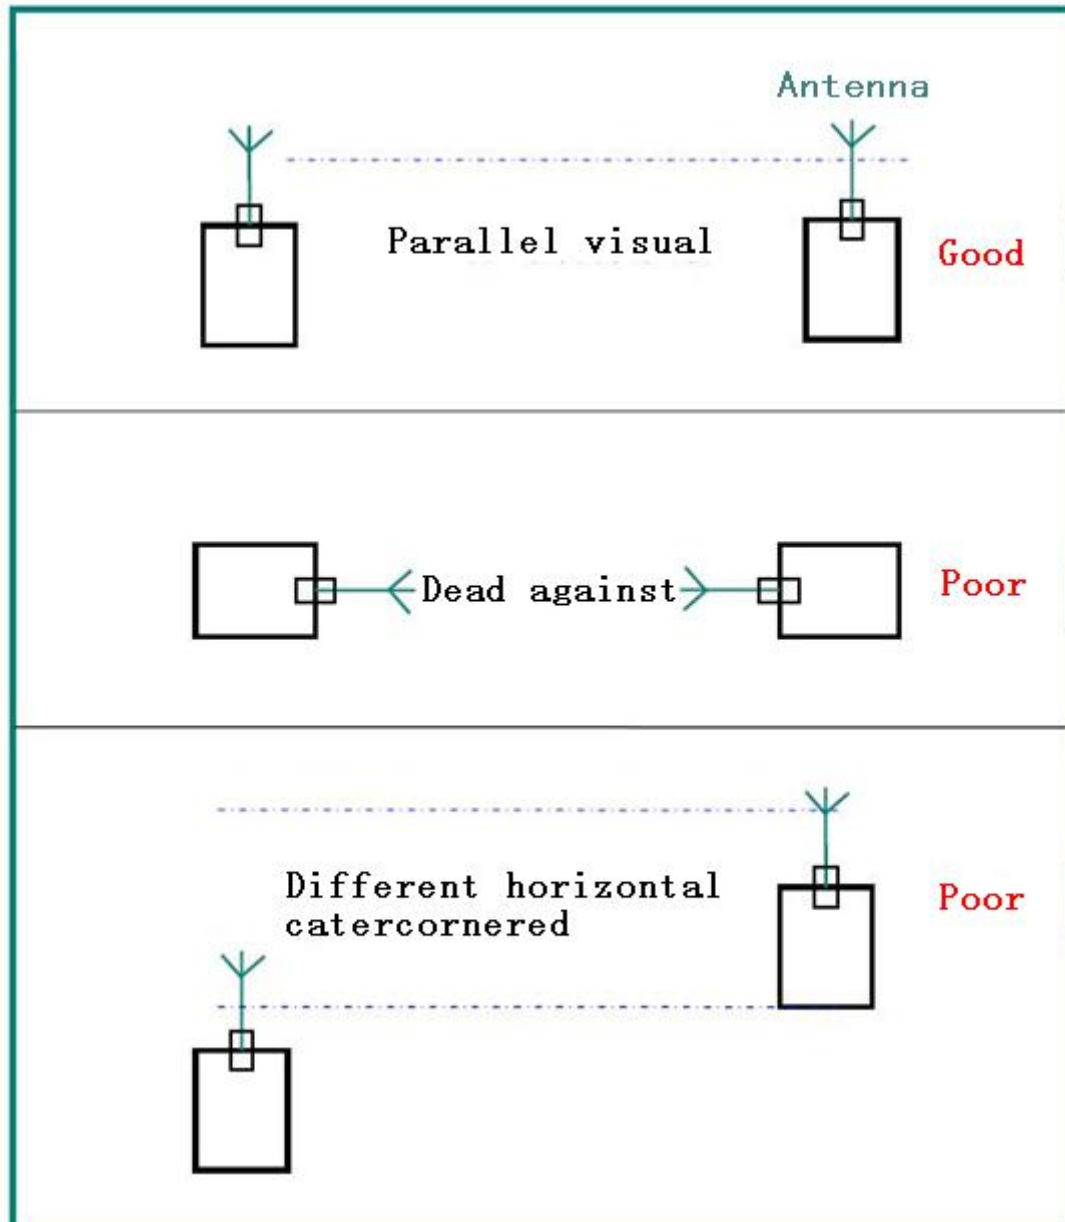 Antenna
Parallel visual
Good
Dead against
Poor
Different horizontal
catercornered
Poor